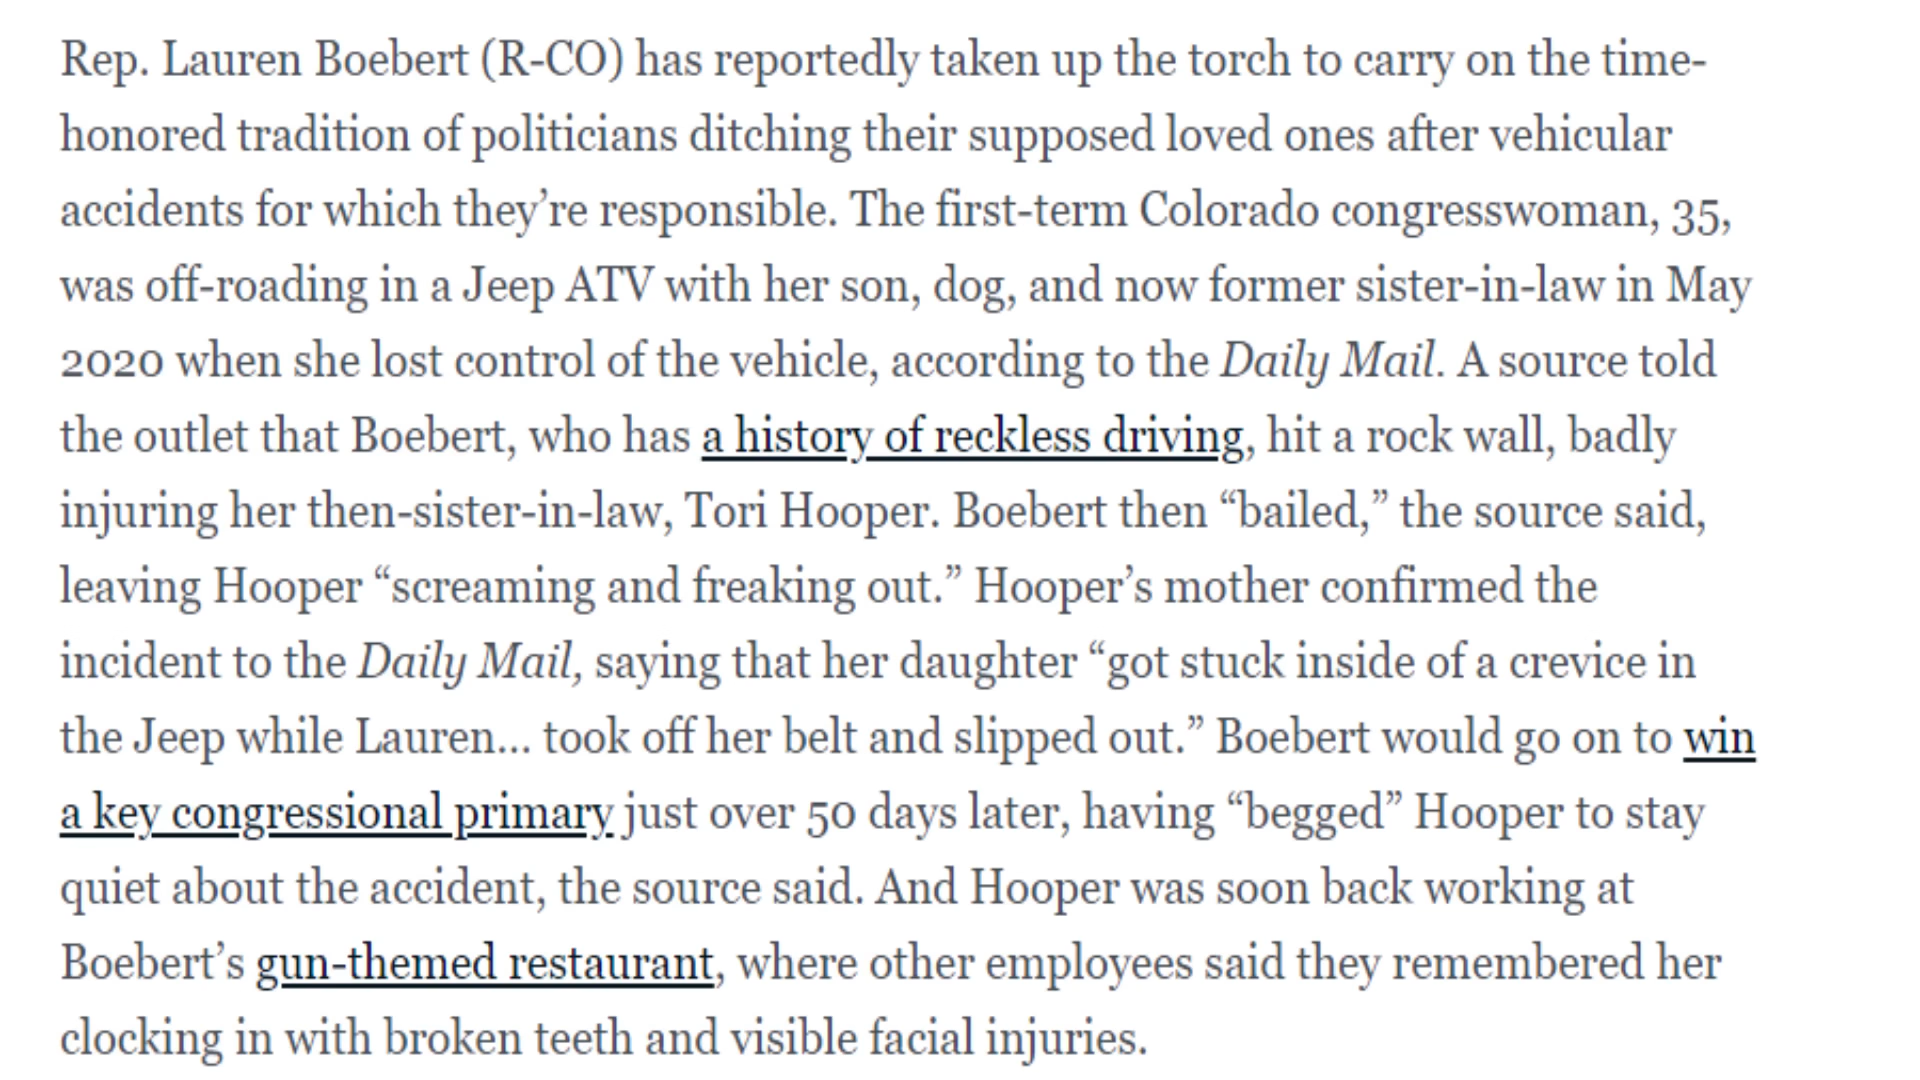 Rep. Lauren Boebert (R-CO) has reportedly taken up the torch to carry on the time-
honored tradition of politicians ditching their supposed loved ones after vehicular
accidents for which they’re responsible. The first-term Colorado congresswoman, 35,
was off-roading in a Jeep ATV with her son, dog, and now former sister-in-law in May
2020 when she lost control of the vehicle, according to the Daily Mail. A source told
the outlet that Boebert, who has a history of reckless driving, hit a rock wall, badly
injuring her then-sister-in-law, Tori Hooper. Boebert then “bailed,” the source said,
leaving Hooper “screaming and freaking out.” Hooper’s mother confirmed the
incident to the Daily Mail, saying that her daughter “got stuck inside of a crevice in
the Jeep while Lauren… took off her belt and slipped out.” Boebert would go on to win
a key congressional primary just over 50 days later, having “begged” Hooper to stay
quiet about the accident, the source said. And Hooper was soon back working at
Boebert’s gun-themed restaurant, where other employees said they remembered her
clocking in with broken teeth and visible facial injuries.